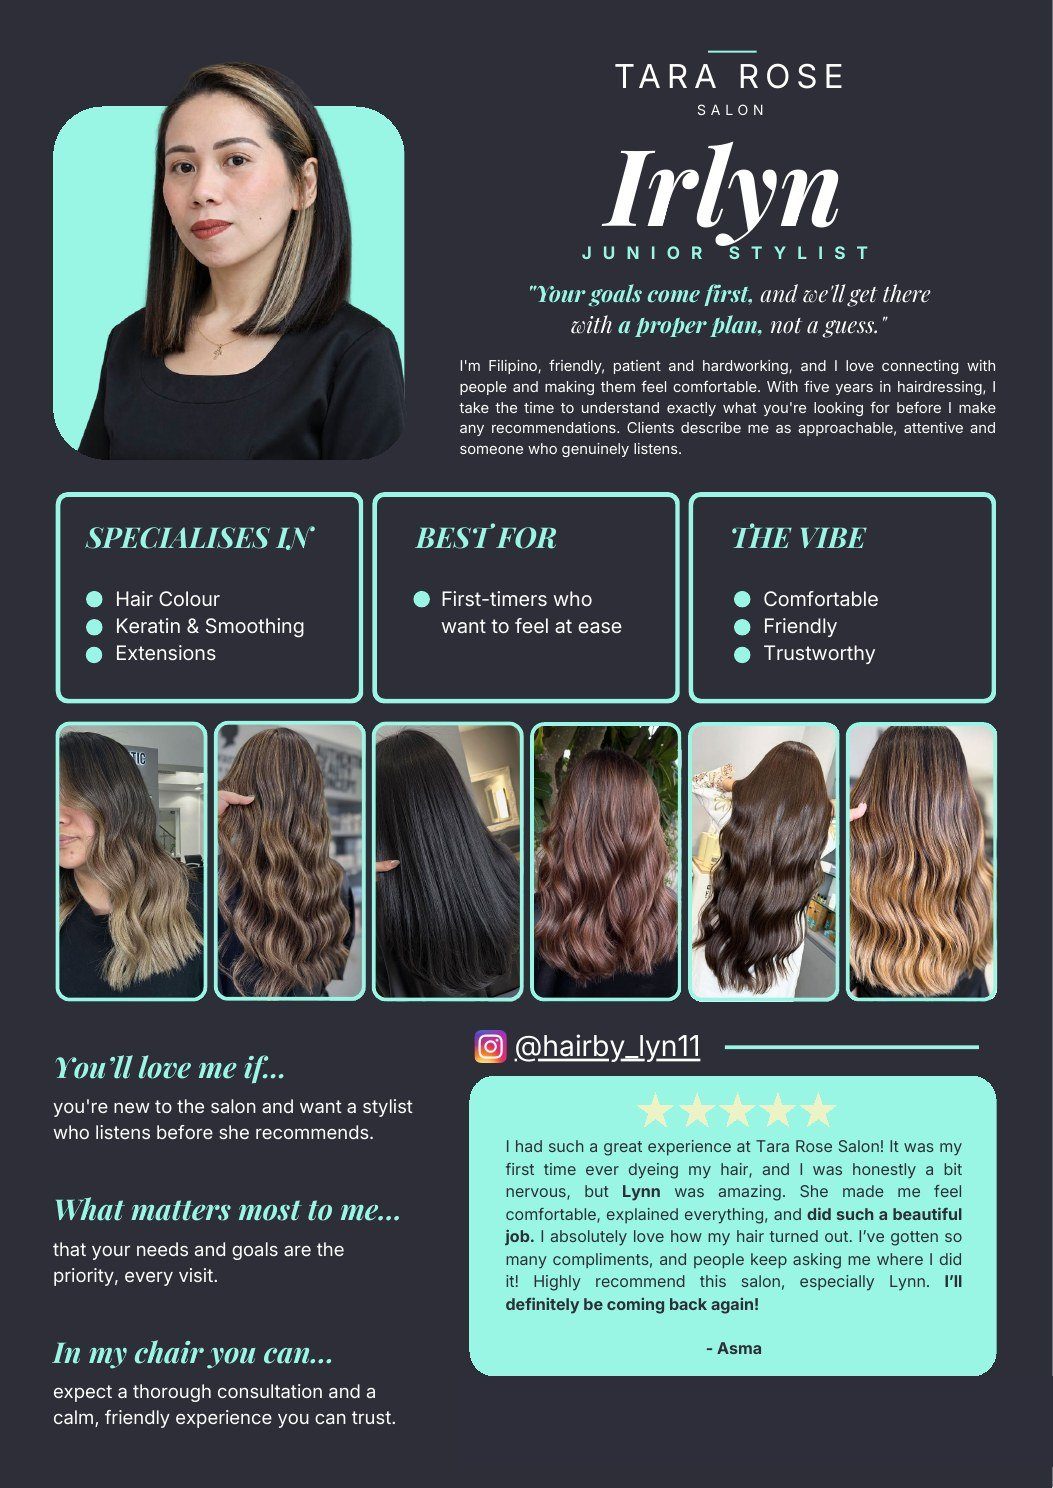 TARA ROSE
SALON
Irlyn
JUNIOR STYLIST
"Your goals come first, and we'll get there
with a proper plan, not a guess."
I'm Filipino, friendly, patient and hardworking, and I love connecting with
people and making them feel comfortable. With five years in hairdressing, I
take the time to understand exactly what you're looking for before I make
any recommendations. Clients describe me as approachable, attentive and
someone who genuinely listens.
SPECIALISES IN
Hair Colour
Keratin & Smoothing
Extensions
BEST FOR
First-timers who
want to feel at ease
THE VIBE
Comfortable
Friendly
Trustworthy
TIC
You'll love me if...
you're new to the salon and want a stylist
who listens before she recommends.
What matters most to me...
that your needs and goals are the
priority, every visit.
In my chair you can...
expect a thorough consultation and a
calm, friendly experience you can trust.
@hairby_lyn11
I had such a great experience at Tara Rose Salon! It was my
first time ever dyeing my hair, and I was honestly a bit
nervous, but Lynn was amazing. She made me feel
comfortable, explained everything, and did such a beautiful
job. I absolutely love how my hair turned out. I've gotten so
many compliments, and people keep asking me where I did
it! Highly recommend this salon, especially Lynn. I'll
definitely be coming back again!
- Asma